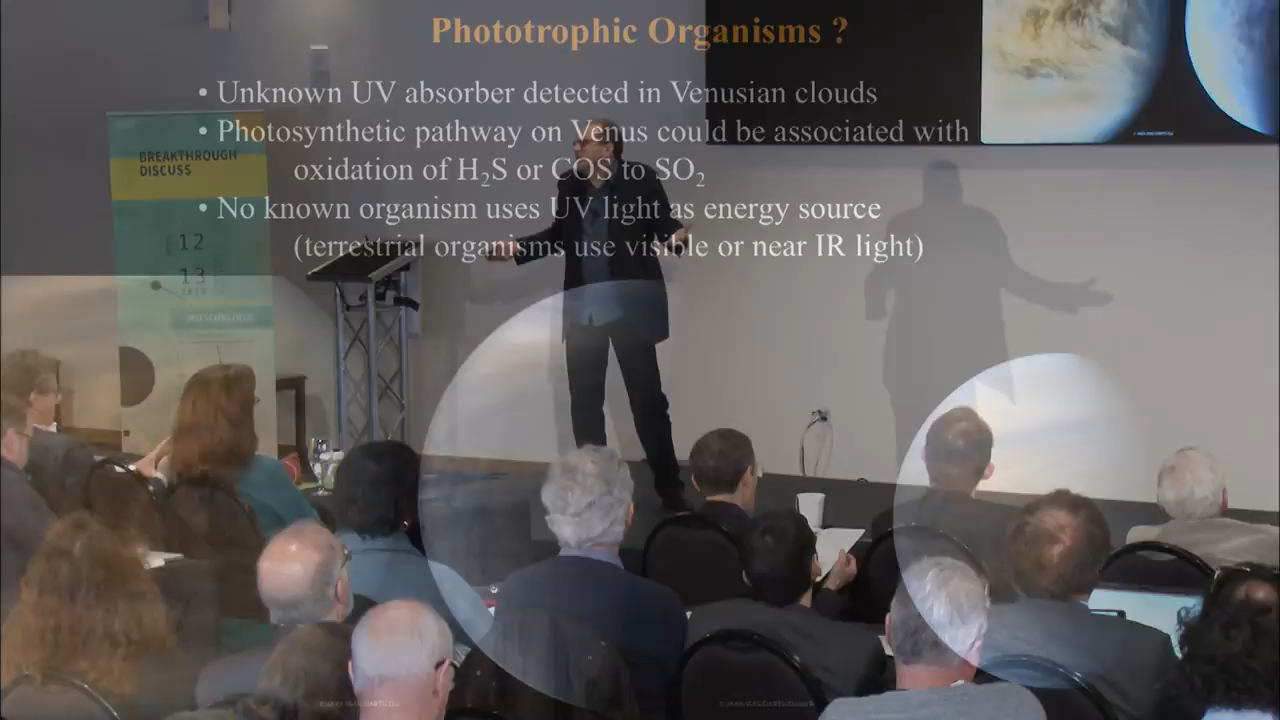 Phototrophic Organisms ?
• Unknown UV absorber detected in Venusian clouds
• Photosynthetic pathway on Venus could be associated with
oxidation of H₂S or COS to SO₂
• No known organism uses UV light as energy source
(terrestrial organisms use visible or near IR light)
BREAKTHROUGH
DISCUSS
12
13